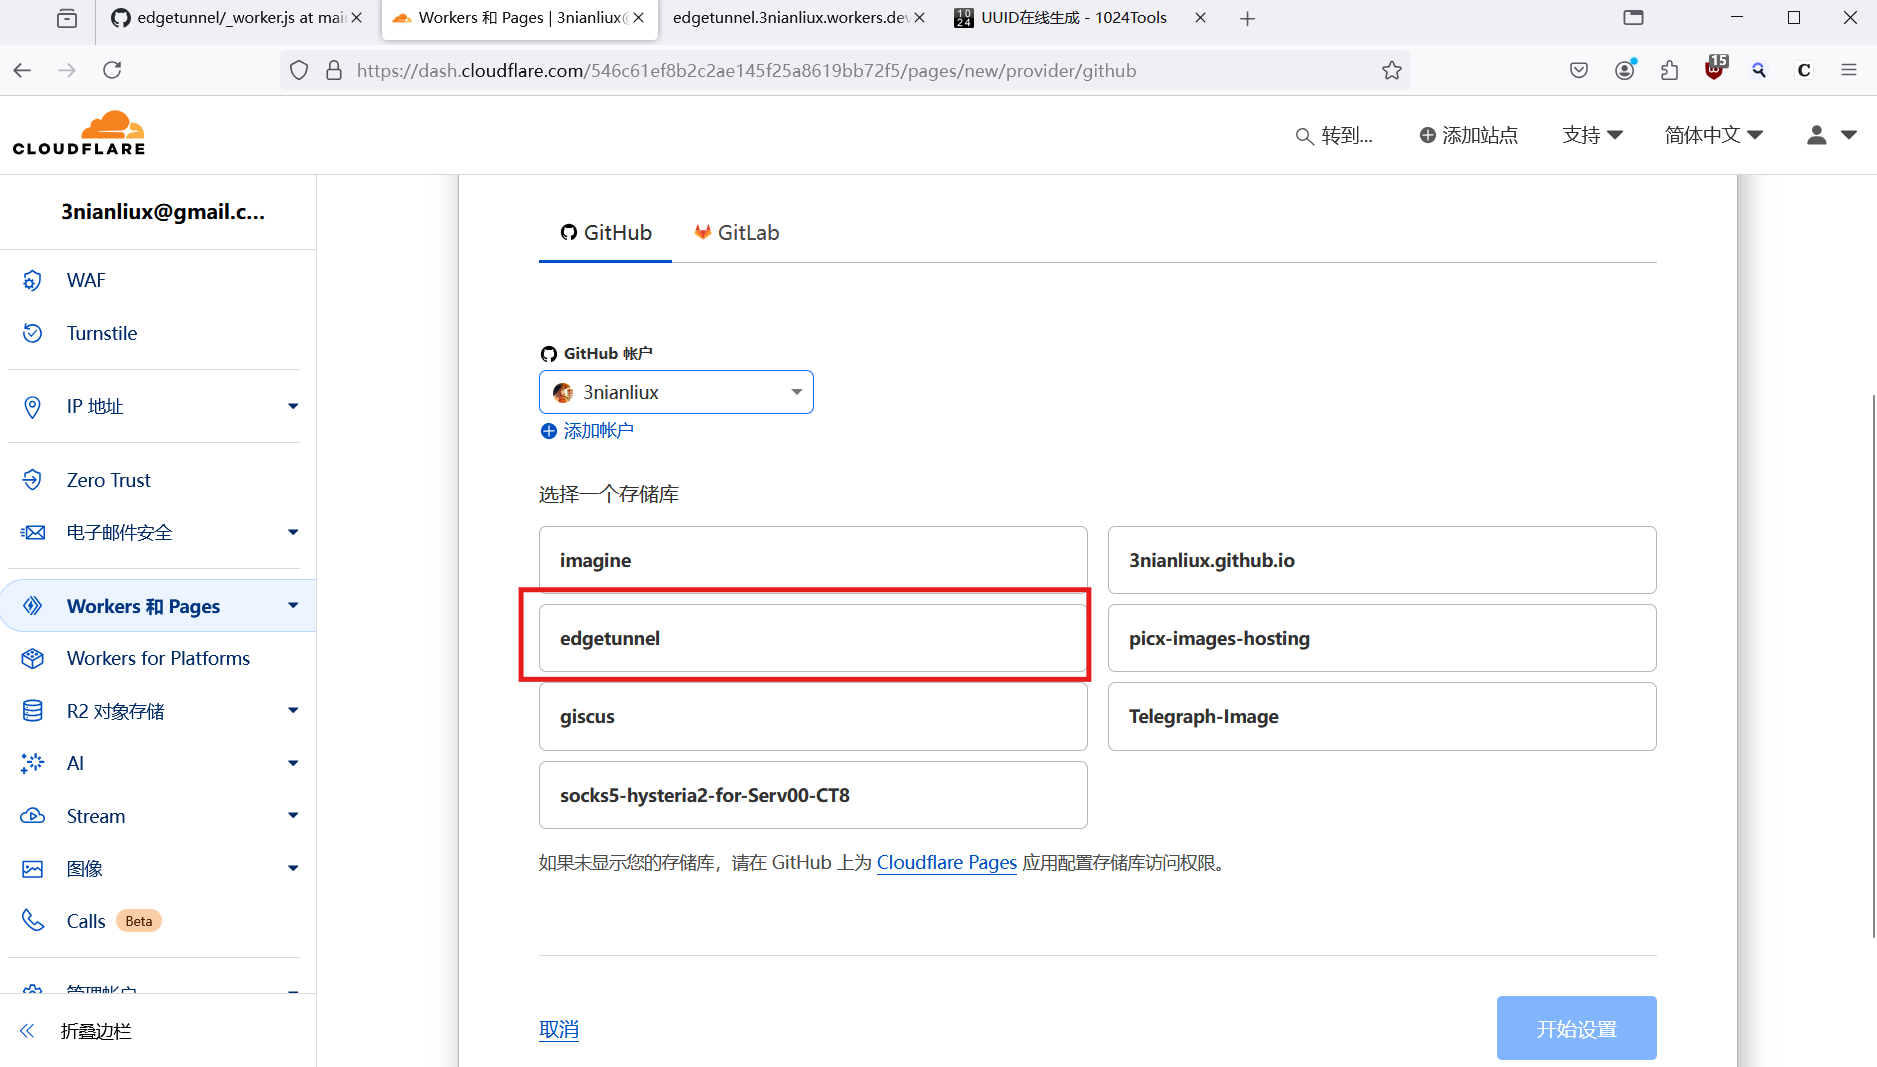 edgetunnel/_worker.js at mai
Workers 和 Pages | 3nianliux@
edgetunnel.3nianliux.workers.dev
1024
UUID在线生成 - 1024Tools
https://dash.cloudflare.com/546c61ef8b2c2ae145f25a8619bb72f5/pages/new/provider/github
15
C
CLOUDFLARE
转到...
添加站点
支持
简体中文
3nianliux@gmail.c...
WAF
Turnstile
IP 地址
Zero Trust
电子邮件安全
Workers 和 Pages
Workers for Platforms
R2 对象存储
AI
Stream
图像
Calls Beta
管理帐户
折叠边栏
GitHub
GitLab
GitHub 帐户
3nianliux
添加帐户
选择一个存储库
imagine
3nianliux.github.io
edgetunnel
picx-images-hosting
giscus
Telegraph-Image
socks5-hysteria2-for-Serv00-CT8
如果未显示您的存储库，请在 GitHub 上为 Cloudflare Pages 应用配置存储库访问权限。
取消
开始设置